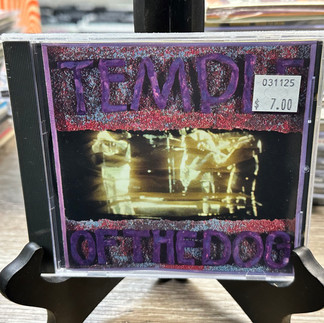 TEMPLE
031125
$ 7.00
OF THE DOG